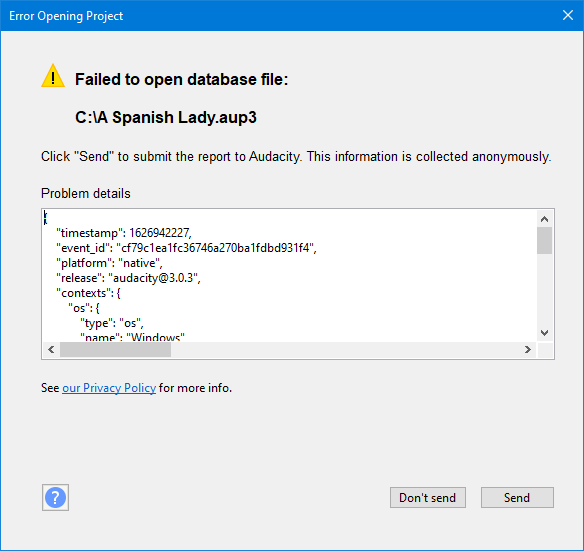 Error Opening Project
Failed to open database file:
C:\A Spanish Lady.aup3
Click "Send" to submit the report to Audacity. This information is collected anonymously.
Problem details
{
"timestamp": 1626942227,
"event_id": "cf79c1ea1fc36746a270ba1fdbd931f4",
"platform": "native",
"release": "audacity@3.0.3",
"contexts": {
"os": {
"type": "os",
"name": "Windows"
See our Privacy Policy for more info.
?
Don't send
Send